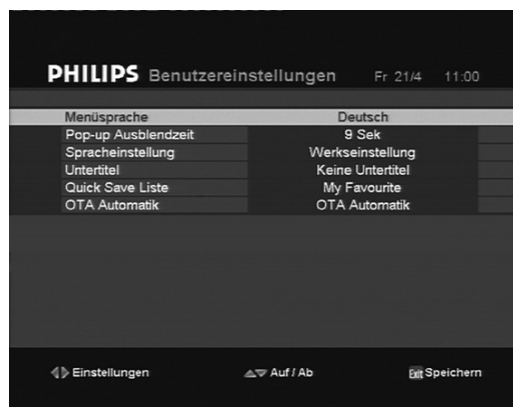 PHILIPS Benutzereinstellungen Fr 21/4 11:00
Menüsprache Deutsch
Pop-up Ausblendzeit 9 Sek
Spracheinstellung Werkseinstellung
Untertitel Keine Untertitel
Quick Save Liste My Favourite
OTA Automatik OTA Automatik
Einstellungen Auf / Ab Exit Speichern